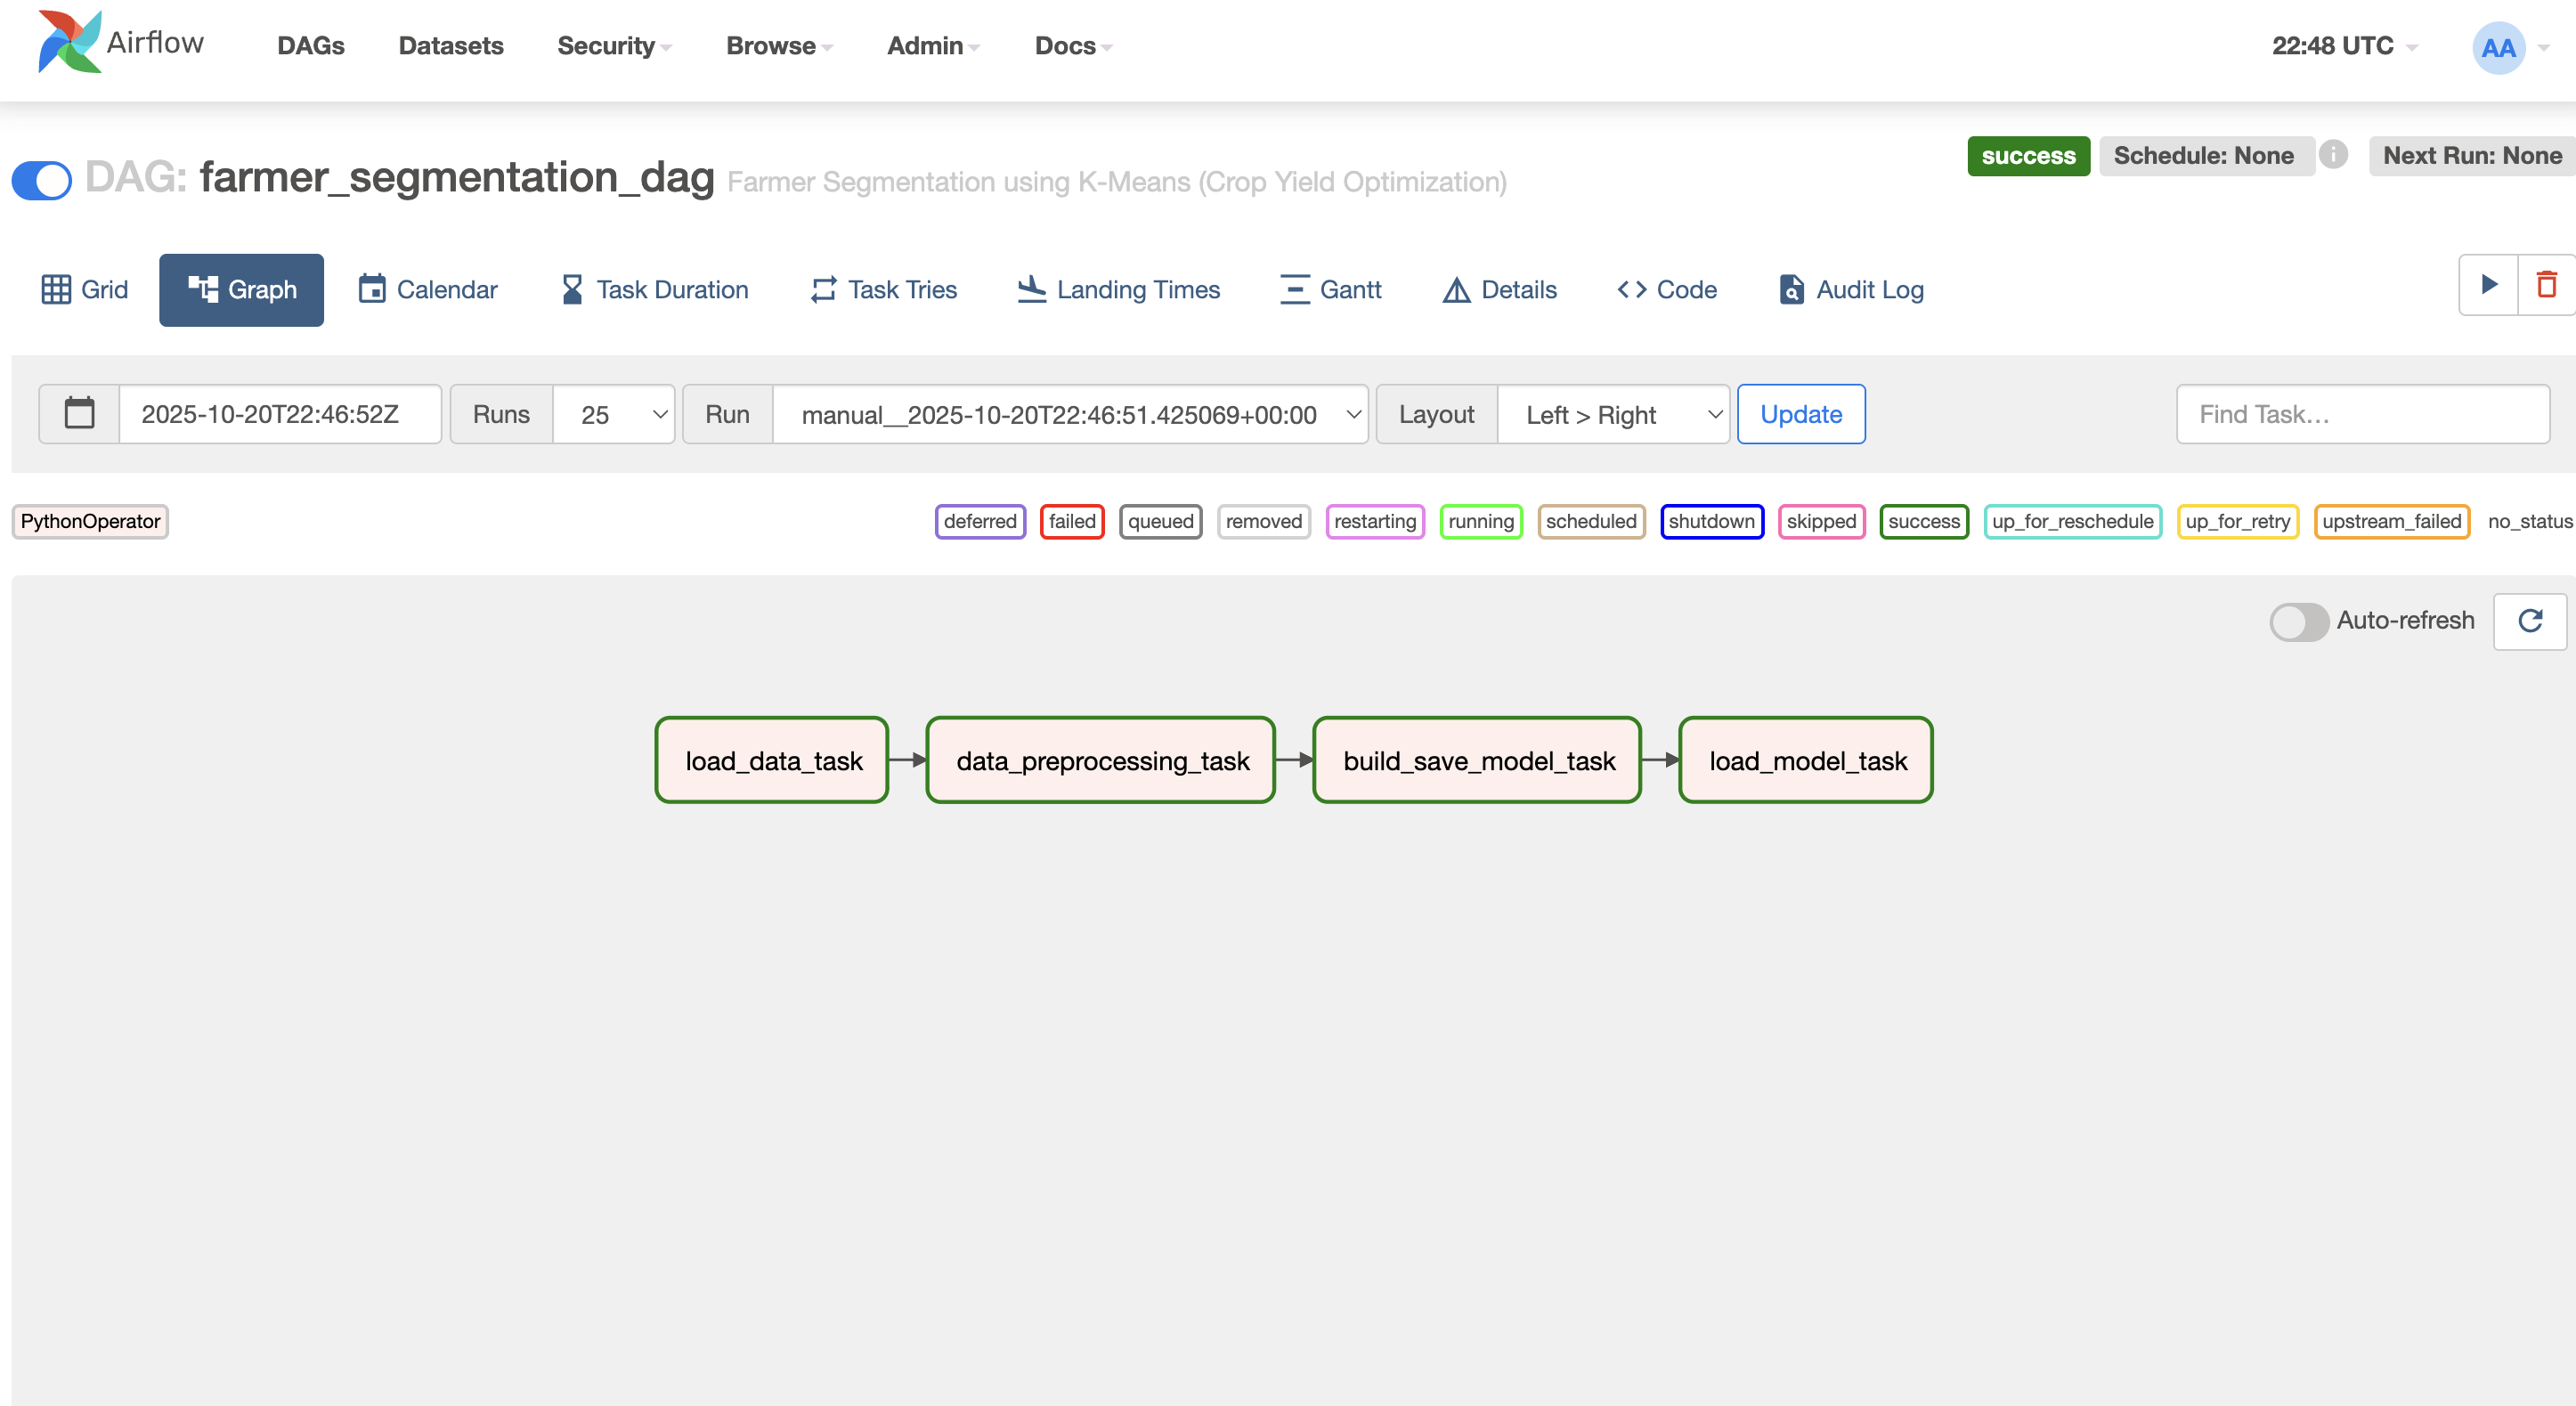 Airflow DAGs Datasets Security Browse Admin Docs 22:48 UTC AA
success Schedule: None i Next Run: None
DAG: farmer_segmentation_dag Farmer Segmentation using K-Means (Crop Yield Optimization)
Grid Graph Calendar Task Duration Task Tries Landing Times Gantt Details Code Audit Log
2025-10-20T22:46:52Z Runs 25 Run manual__2025-10-20T22:46:51.425069+00:00 Layout Left > Right Update Find Task…
PythonOperator deferred failed queued removed restarting running scheduled shutdown skipped success up_for_reschedule up_for_retry upstream_failed no_status
Auto-refresh
load_data_task data_preprocessing_task build_save_model_task load_model_task